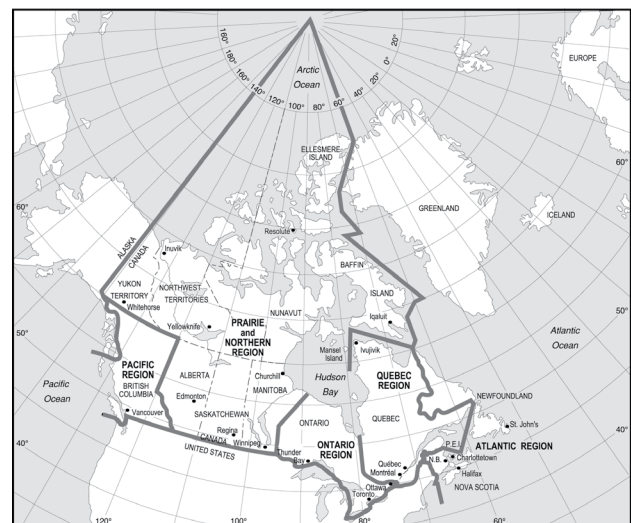 160°
180°
160°
140°
120°
100°
80°
60°
40°
20°
0°
20°
Arctic
Ocean
EUROPE
ELLESMERE
ISLAND
GREENLAND
ICELAND
60°
60°
ALASKA
CANADA
Inuvik
Resolute
BAFFIN
ISLAND
YUKON
TERRITORY
Whitehorse
NORTHWEST
TERRITORIES
NUNAVUT
Iqaluit
50°
50°
Yellowknife
PRAIRIE
and
NORTHERN
REGION
Mansel
Island
Ivujivik
Atlantic
Ocean
PACIFIC
REGION
BRITISH
COLUMBIA
ALBERTA
Churchill
MANITOBA
Hudson
Bay
QUEBEC
REGION
Pacific
Ocean
Edmonton
SASKATCHEWAN
NEWFOUNDLAND
Vancouver
Regina
CANADA
UNITED STATES
Winnipeg
ONTARIO
QUEBEC
St. John's
40°
40°
Thunder
Bay
ONTARIO
REGION
Québec
Montréal
Ottawa
Toronto
P.E.I.
N.B.
Charlottetown
ATLANTIC REGION
Halifax
NOVA SCOTIA
120°
100°
80°
60°